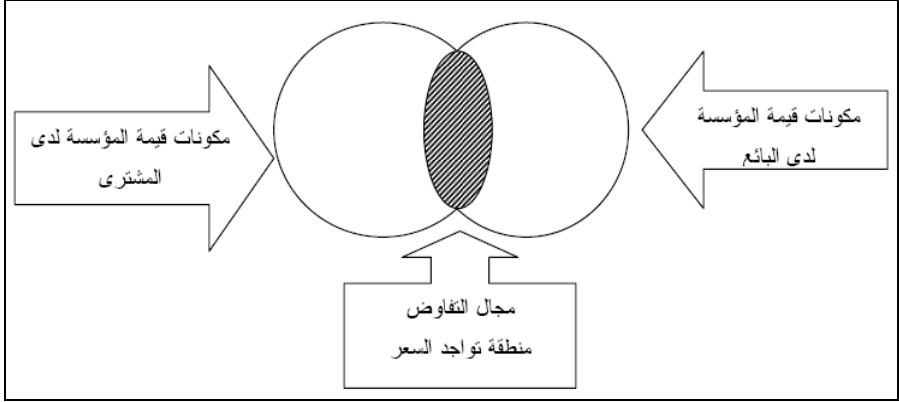 مكونات قيمة المؤسسة
لدى البائع
مكونات قيمة المؤسسة لدى
المشترى
مجال التفاوض
منطقة تواجد السعر